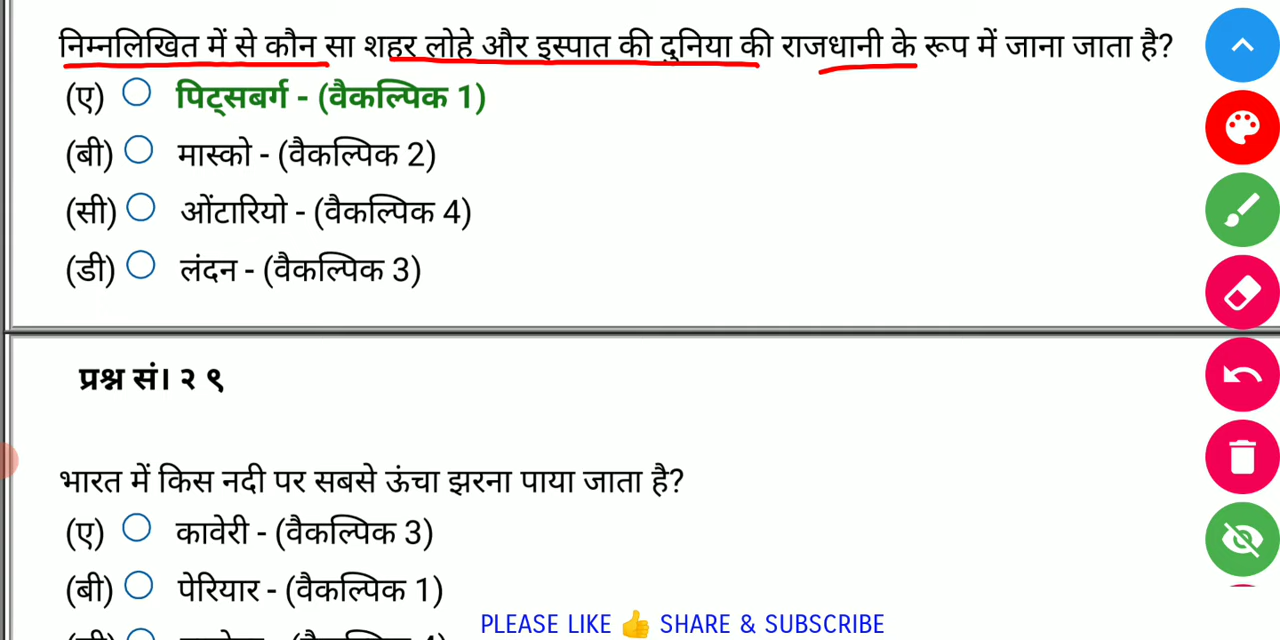 निम्नलिखित में से कौन सा शहर लोहे और इस्पात की दुनिया की राजधानी के रूप में जाना जाता है?
(ए) पिट्सबर्ग - (वैकल्पिक 1)
(बी) मास्को - (वैकल्पिक 2)
(सी) ओंटारियो - (वैकल्पिक 4)
(डी) लंदन - (वैकल्पिक 3)
प्रश्न सं। २ ९
भारत में किस नदी पर सबसे ऊंचा झरना पाया जाता है?
(ए) कावेरी - (वैकल्पिक 3)
(बी) पेरियार - (वैकल्पिक 1)
PLEASE LIKE 👍 SHARE & SUBSCRIBE